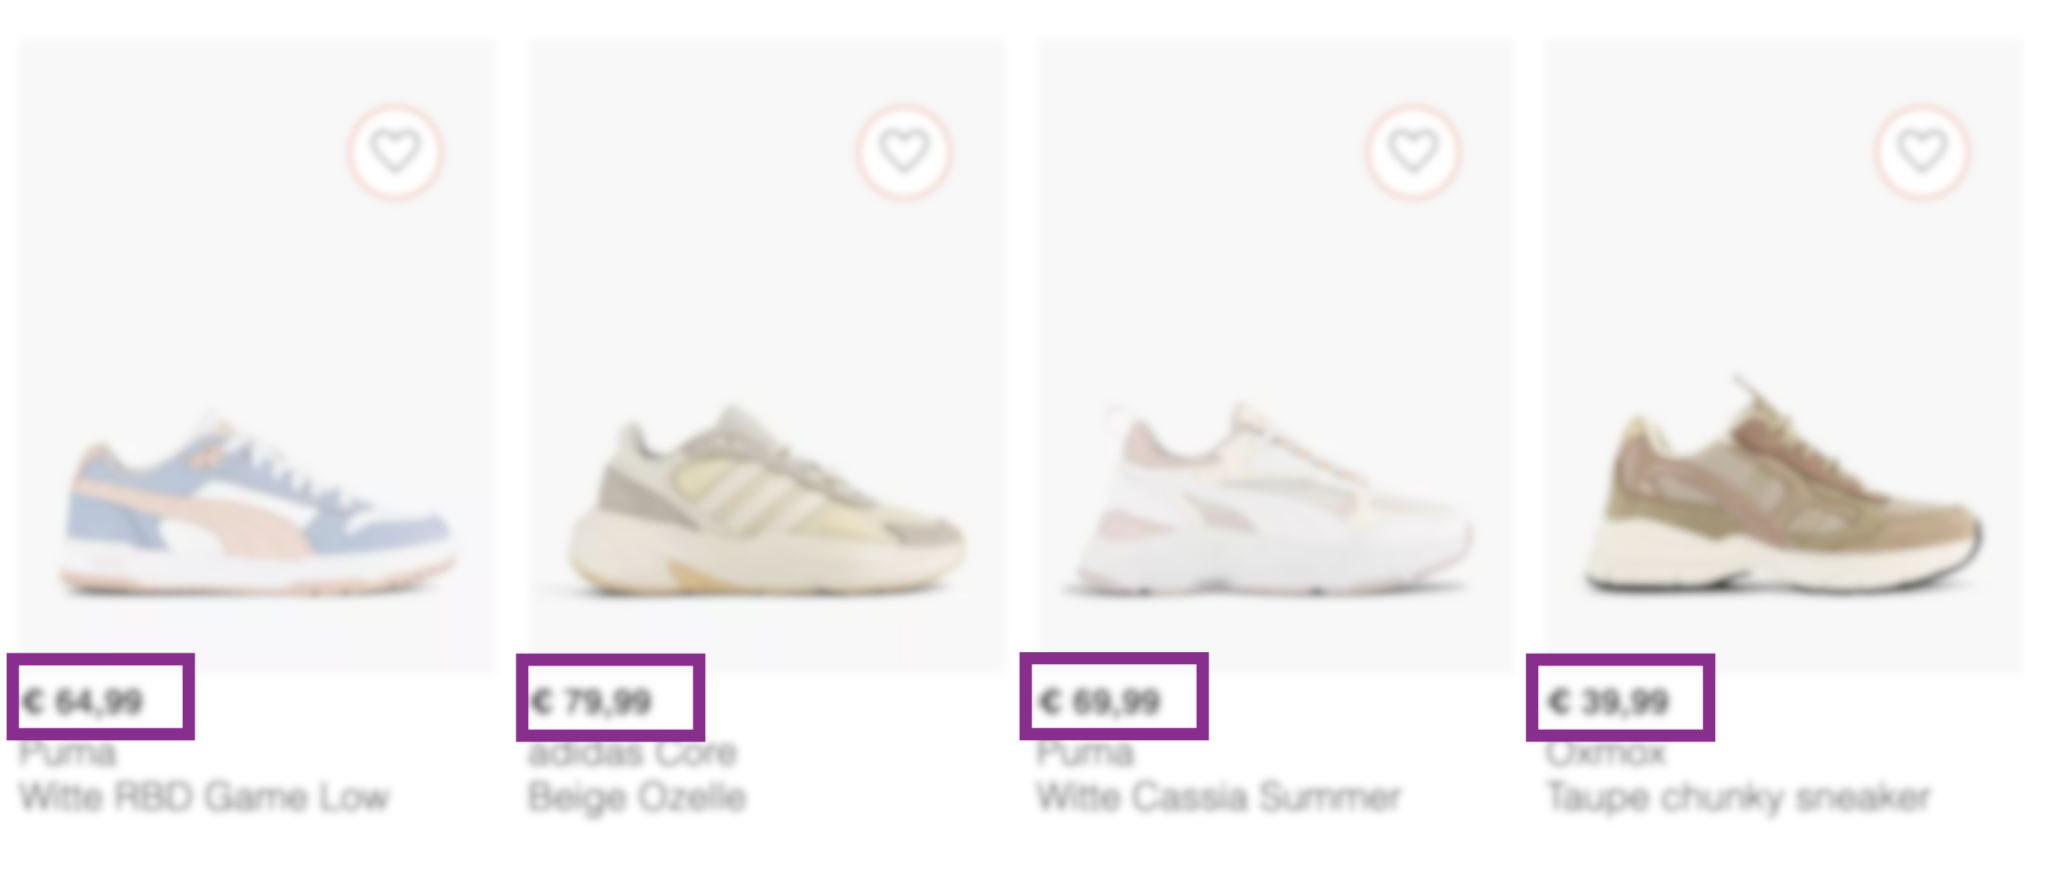 € 64,99
Puma
Witte RBD Game Low
€ 79,99
adidas Core
Beige Ozelle
€ 69,99
Puma
Witte Cassia Summer
€ 39,99
Oxmox
Taupe chunky sneaker